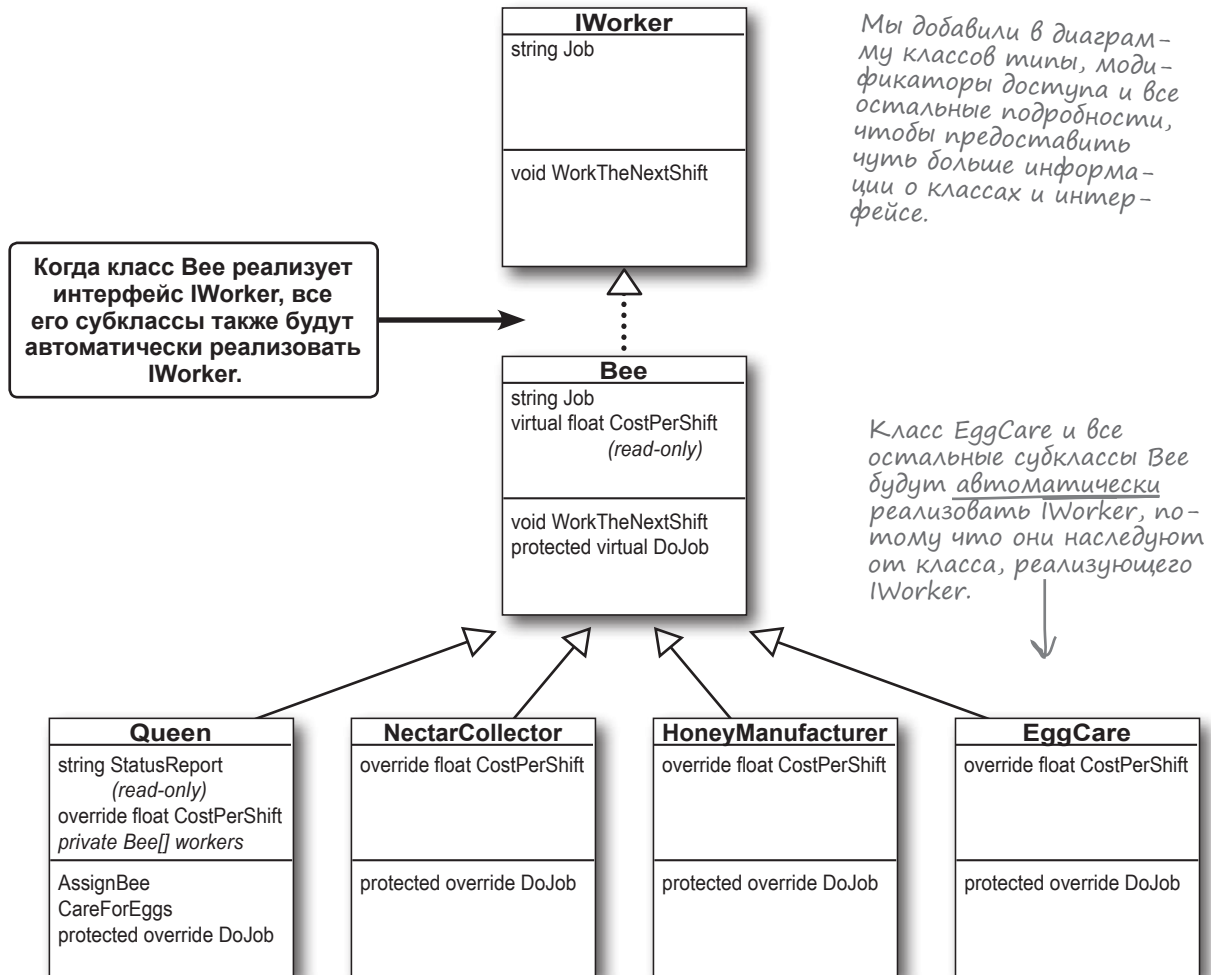 IWorker
string Job
void WorkTheNextShift
Мы добавили в диаграм-
му классов типы, моди-
фикаторы доступа и все
остальные подробности,
чтобы предоставить
чуть больше информа-
ции о классах и интер-
фейсе.
Когда класс Bee реализует
интерфейс IWorker, все
его субклассы также будут
автоматически реализовать
IWorker.
Bee
string Job
virtual float CostPerShift
(read-only)
void WorkTheNextShift
protected virtual DoJob
Класс EggCare и все
остальные субклассы Bee
будут автоматически
реализовать IWorker, по-
тому что они наследуют
от класса, реализующего
IWorker.
Queen
string StatusReport
(read-only)
override float CostPerShift
private Bee[] workers
AssignBee
CareForEggs
protected override DoJob
NectarCollector
override float CostPerShift
protected override DoJob
HoneyManufacturer
override float CostPerShift
protected override DoJob
EggCare
override float CostPerShift
protected override DoJob